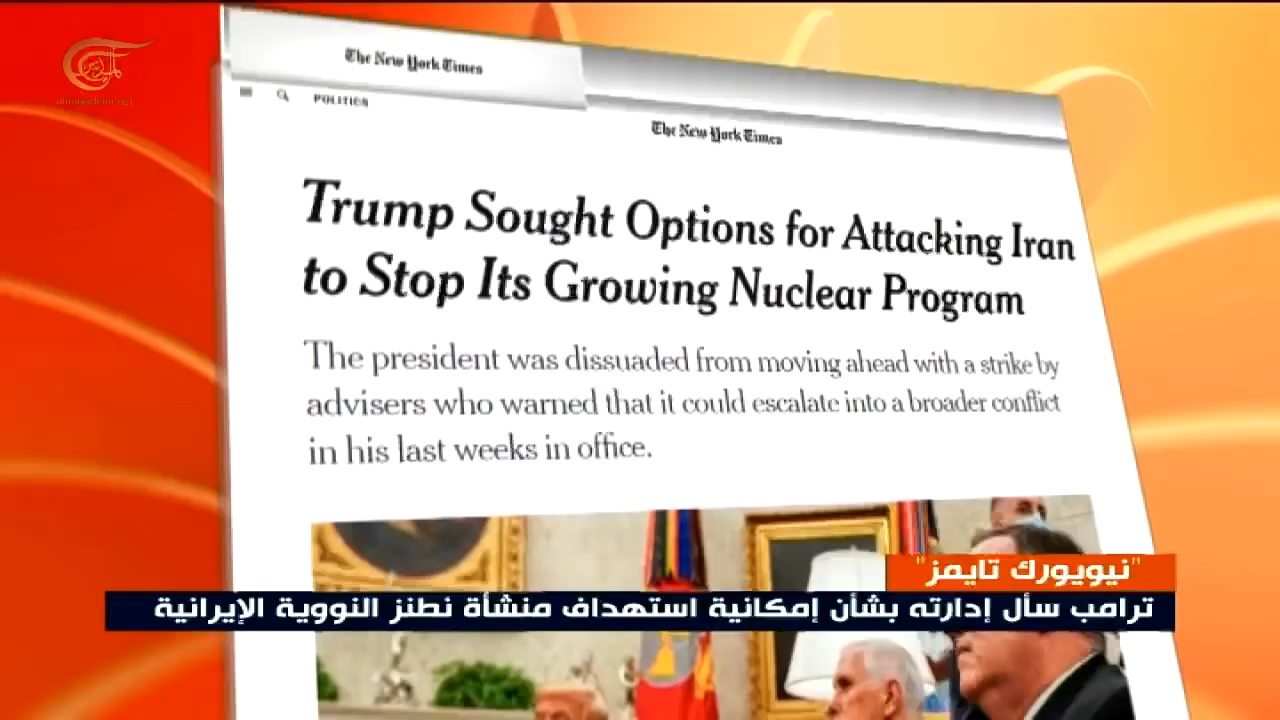 الميادين
almayadeen.net
The New York Times
POLITICS
The New York Times
Trump Sought Options for Attacking Iran
to Stop Its Growing Nuclear Program
The president was dissuaded from moving ahead with a strike by
advisers who warned that it could escalate into a broader conflict
in his last weeks in office.
"نيويورك تايمز"
ترامب سأل إدارته بشأن إمكانية استهداف منشأة نطنز النووية الإيرانية